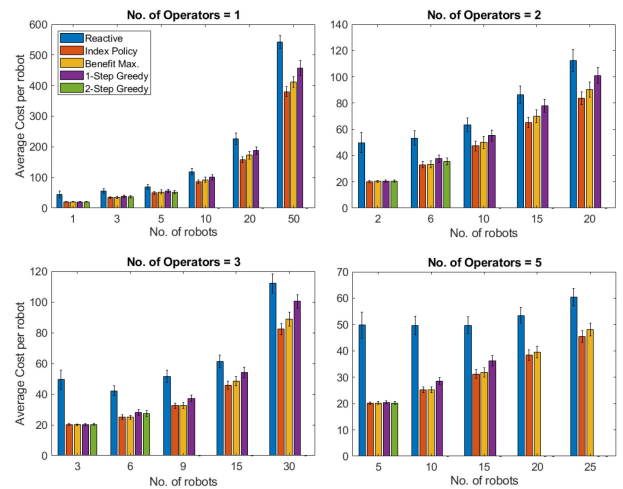 No. of Operators = 1
600
500
400
300
200
100
0
Average Cost per robot
Reactive
Index Policy
Benefit Max.
1-Step Greedy
2-Step Greedy
1 3 5 10 20 50
No. of robots
No. of Operators = 2
140
120
100
80
60
40
20
0
2 6 10 15 20
No. of robots
No. of Operators = 3
120
100
80
60
40
20
0
Average Cost per robot
3 6 9 15 30
No. of robots
No. of Operators = 5
70
60
50
40
30
20
10
0
5 10 15 20 25
No. of robots